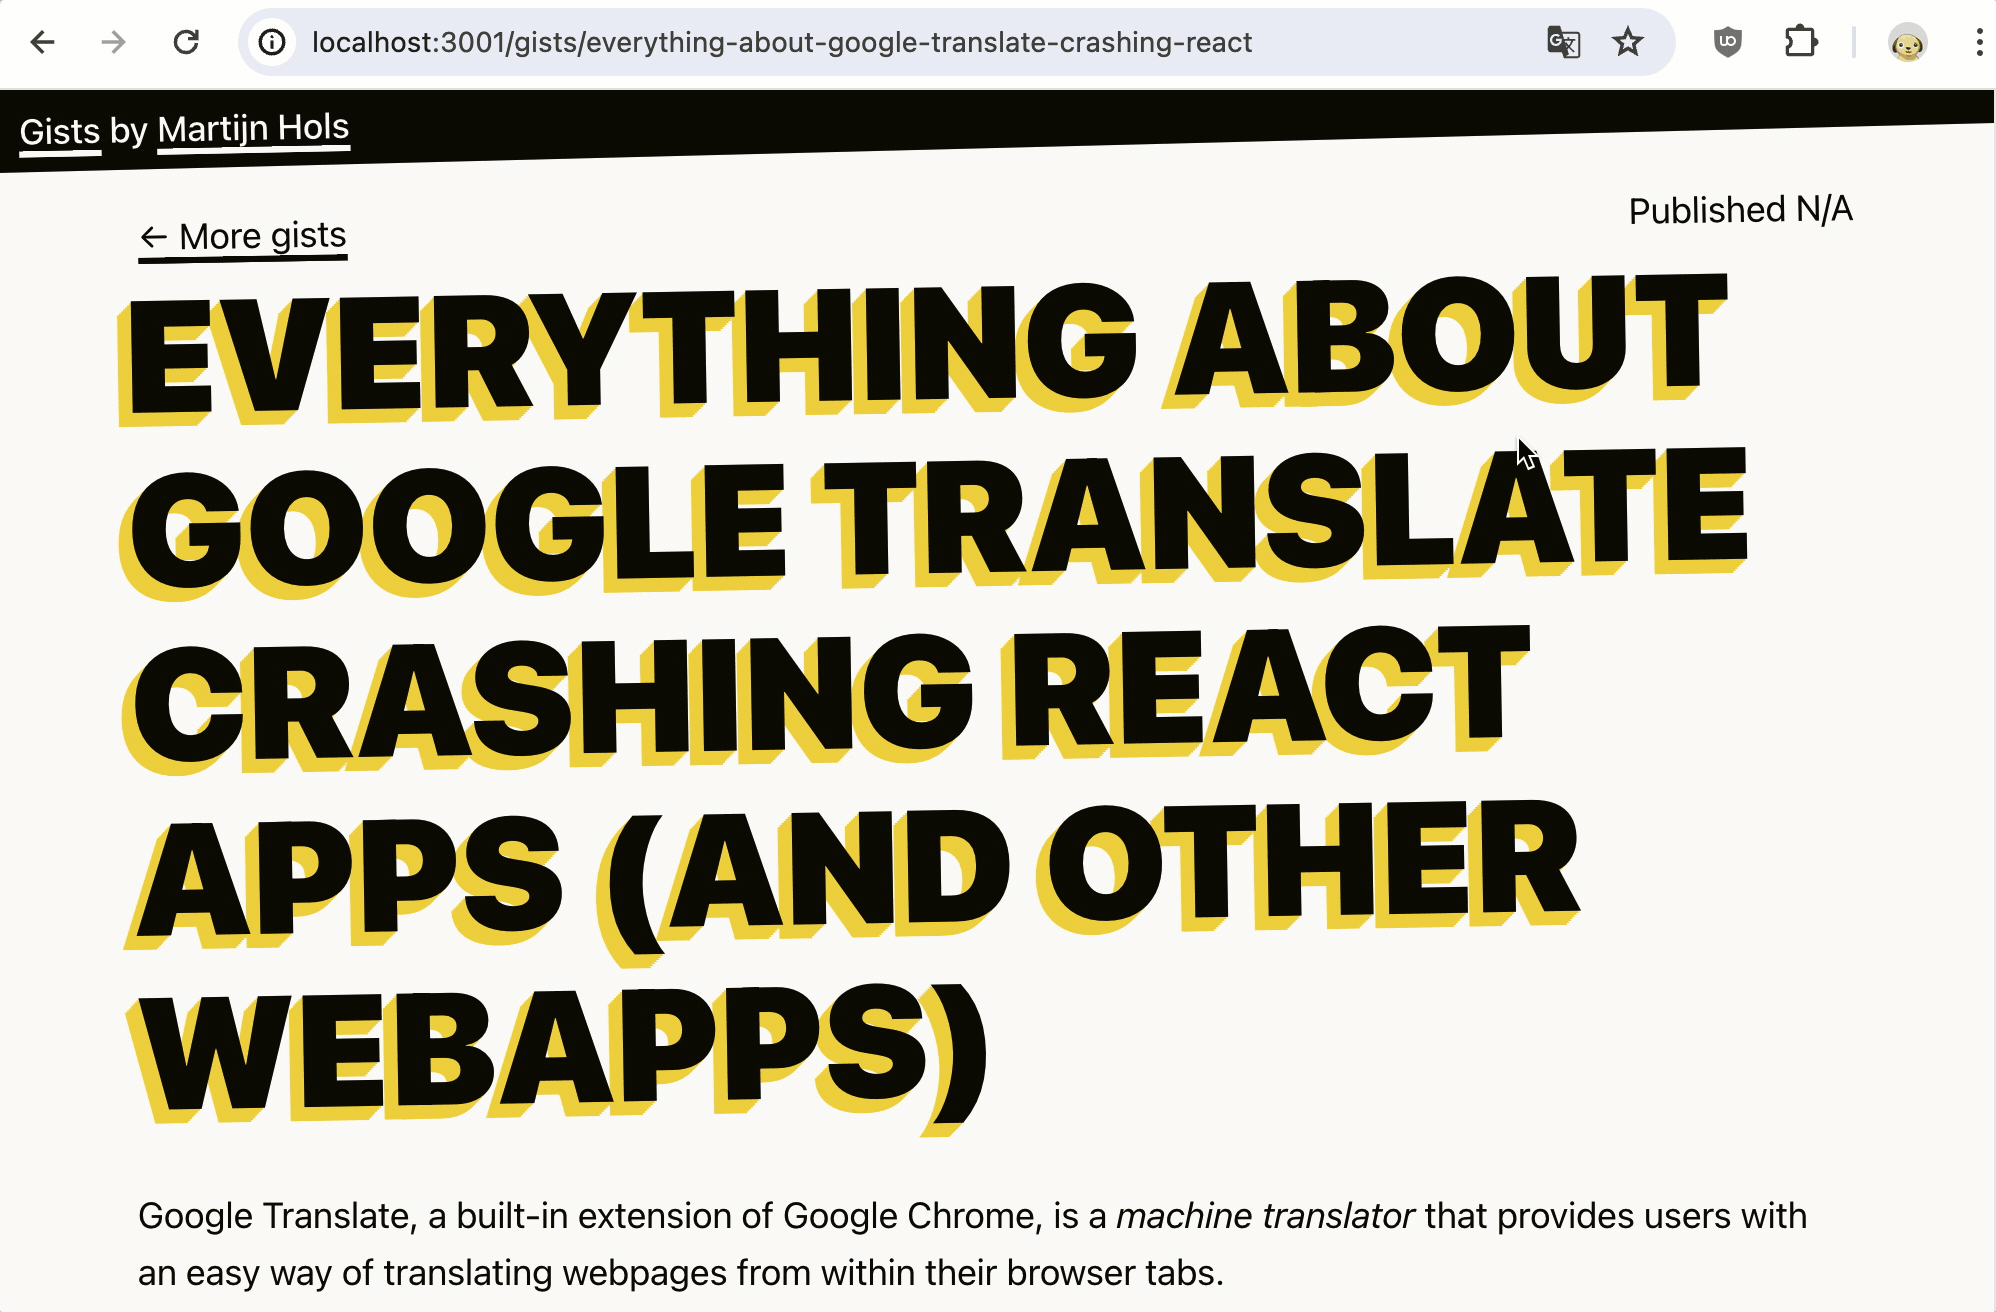 localhost:3001/gists/everything-about-google-translate-crashing-react
Gists by Martijn Hols
← More gists
Published N/A
EVERYTHING ABOUT
GOOGLE TRANSLATE
CRASHING REACT
APPS (AND OTHER
WEBAPPS)
Google Translate, a built-in extension of Google Chrome, is a machine translator that provides users with
an easy way of translating webpages from within their browser tabs.